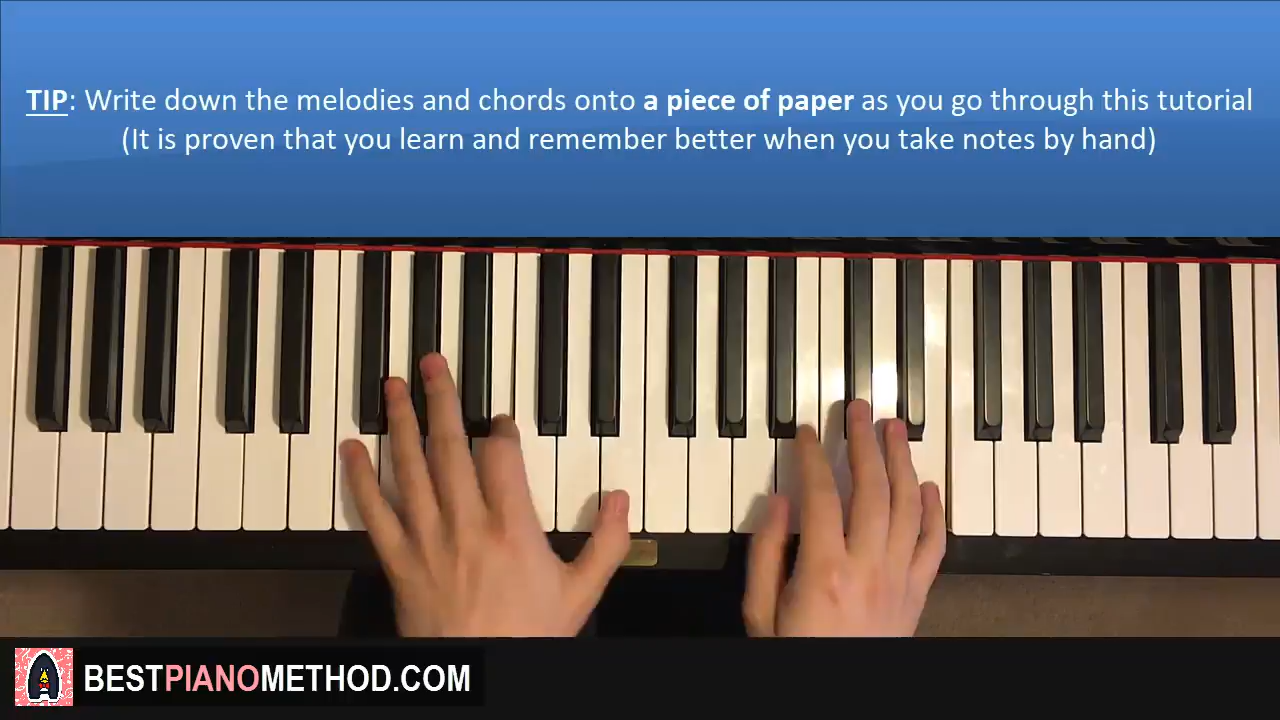 TIP: Write down the melodies and chords onto a piece of paper as you go through this tutorial
(It is proven that you learn and remember better when you take notes by hand)
BESTPIANOMETHOD.COM